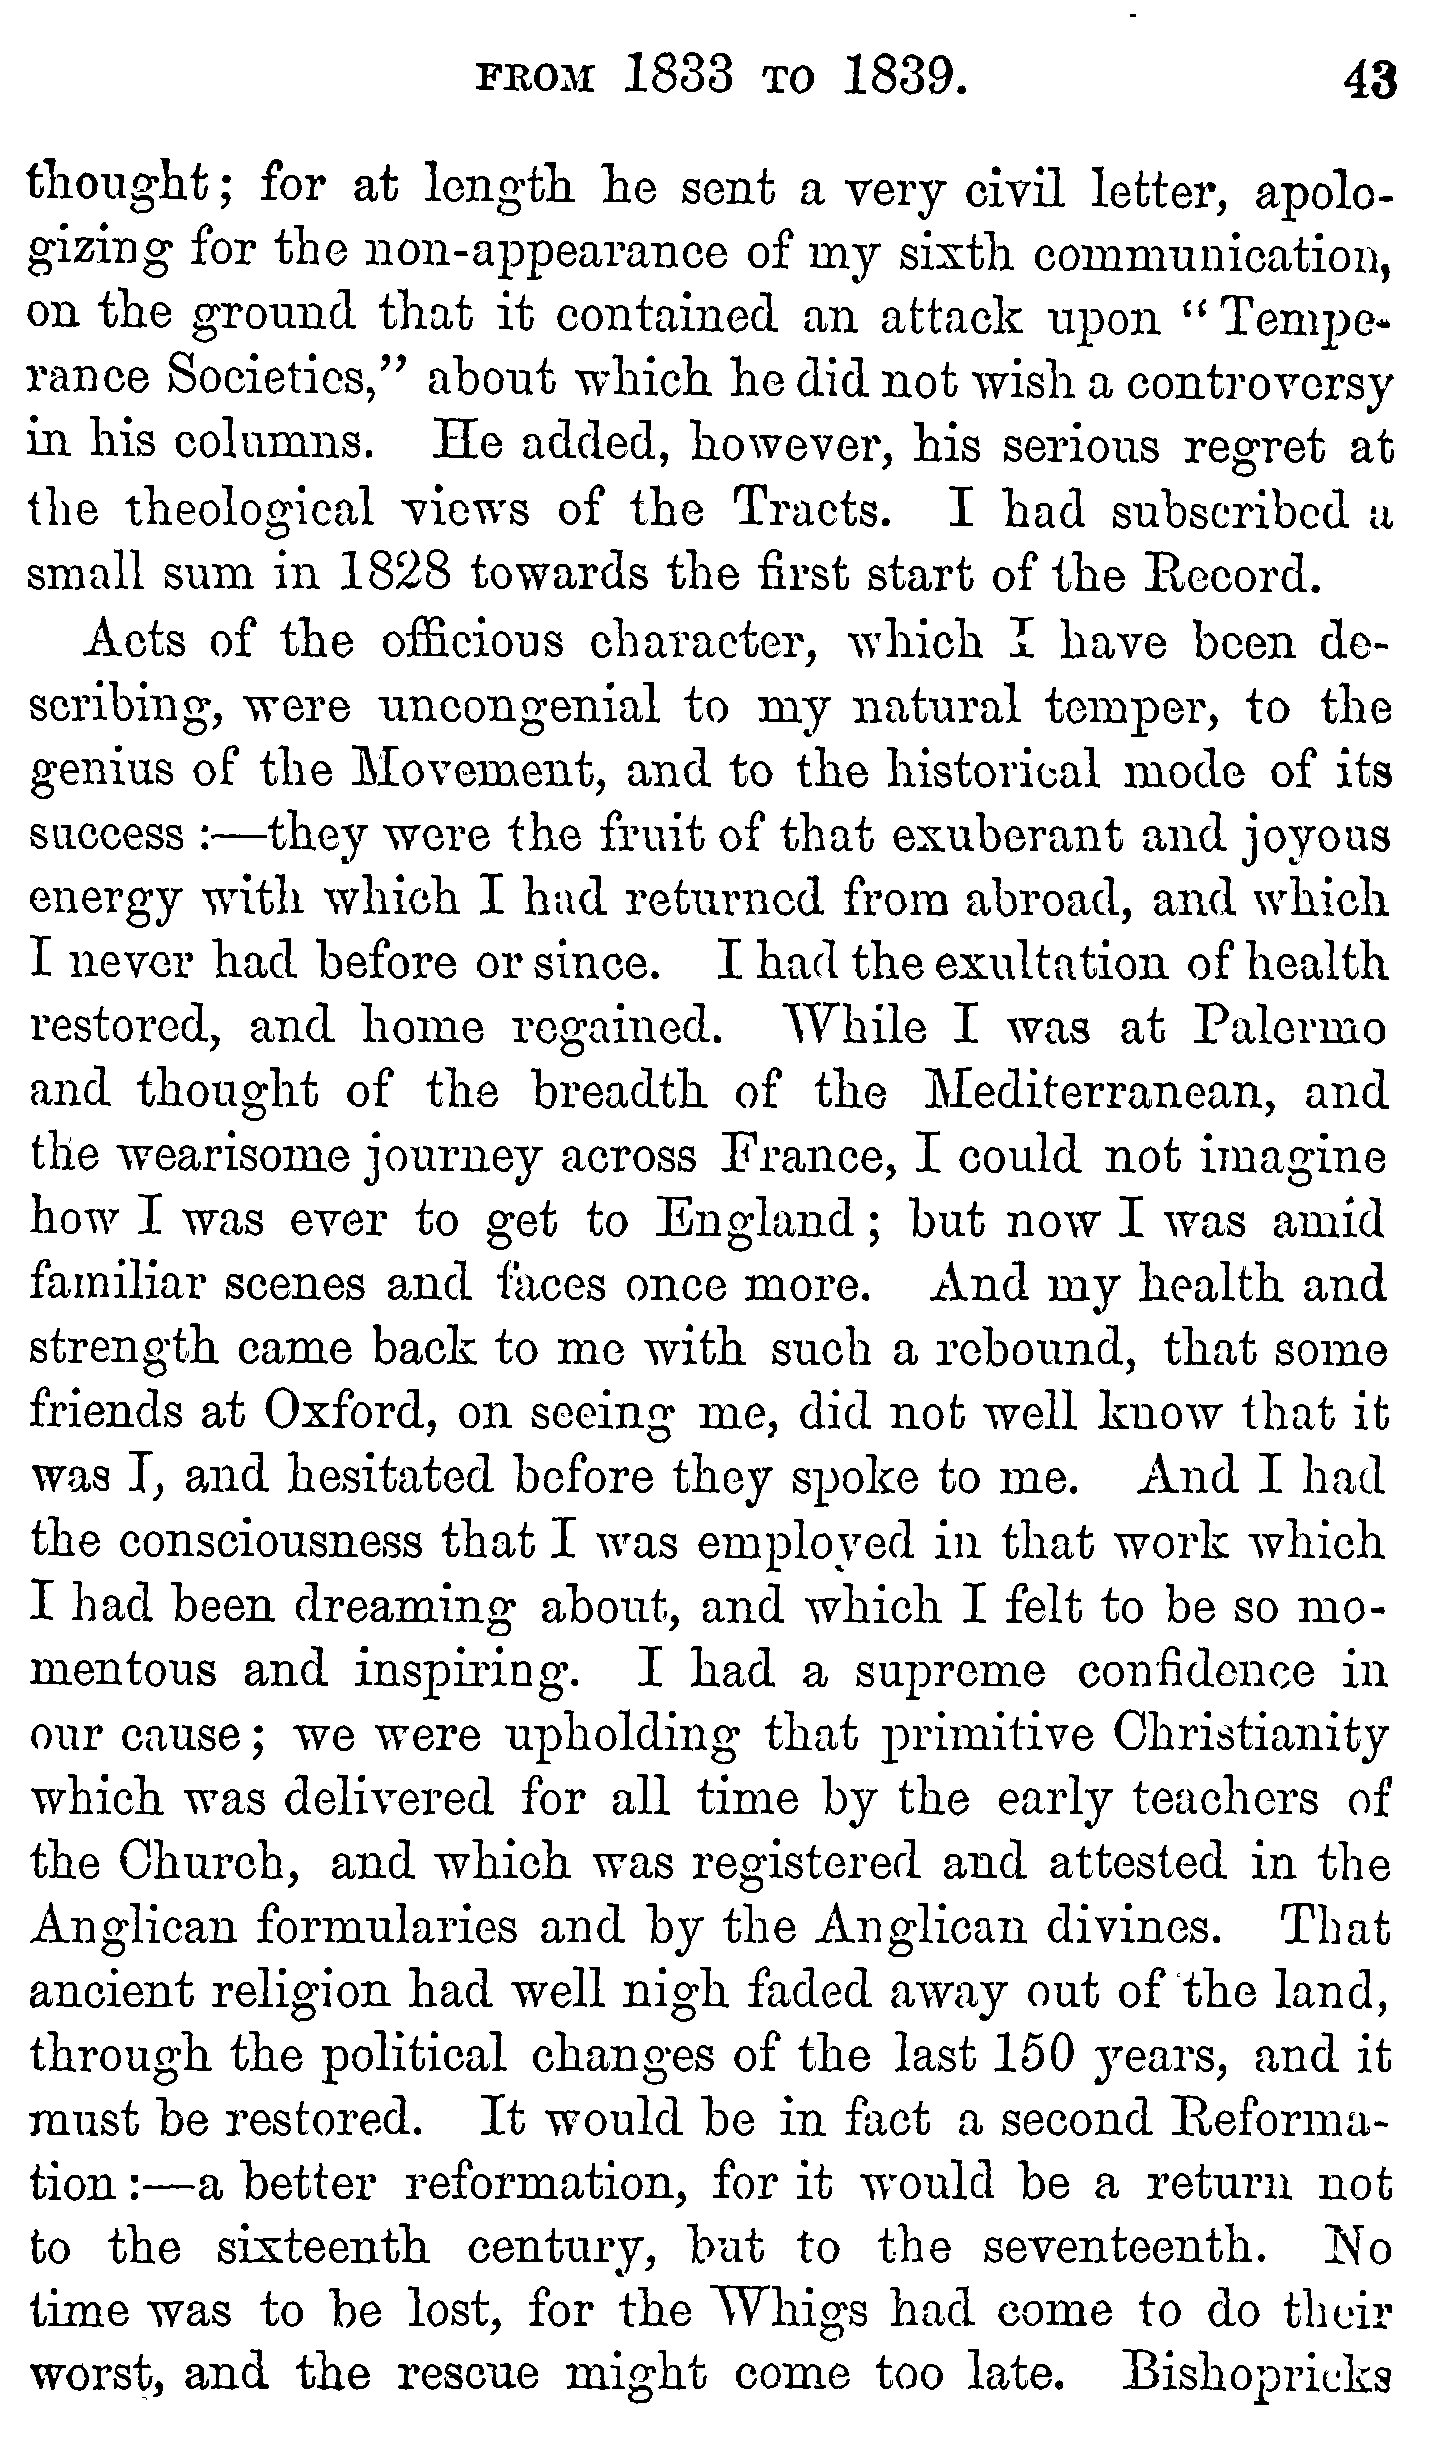 FROM 1833 TO 1839. 43
thought; for at length he sent a very civil letter, apolo-
gizing for the non-appearance of my sixth communication,
on the ground that it contained an attack upon “Tempe-
rance Societies,” about which he did not wish a controversy
in his columns. He added, however, his serious regret at
the theological views of the Tracts. I had subscribed a
small sum in 1828 towards the first start of the Record.
Acts of the officious character, which I have been de-
scribing, were uncongenial to my natural temper, to the
genius of the Movement, and to the historical mode of its
success :—they were the fruit of that exuberant and joyous
energy with which I had returned from abroad, and which
I never had before or since. I had the exultation of health
restored, and home regained. While I was at Palermo
and thought of the breadth of the Mediterranean, and
the wearisome journey across France, I could not imagine
how I was ever to get to England; but now I was amid
familiar scenes and faces once more. And my health and
strength came back to me with such a rebound, that some
friends at Oxford, on seeing me, did not well know that it
was I, and hesitated before they spoke to me. And I had
the consciousness that I was employed in that work which
I had been dreaming about, and which I felt to be so mo-
mentous and inspiring. I had a supreme confidence in
our cause; we were upholding that primitive Christianity
which was delivered for all time by the early teachers of
the Church, and which was registered and attested in the
Anglican formularies and by the Anglican divines. That
ancient religion had well nigh faded away out of the land,
through the political changes of the last 150 years, and it
must be restored. It would be in fact a second Reforma-
tion :—a better reformation, for it would be a return not
to the sixteenth century, but to the seventeenth. No
time was to be lost, for the Whigs had come to do their
worst, and the rescue might come too late. Bishopricks